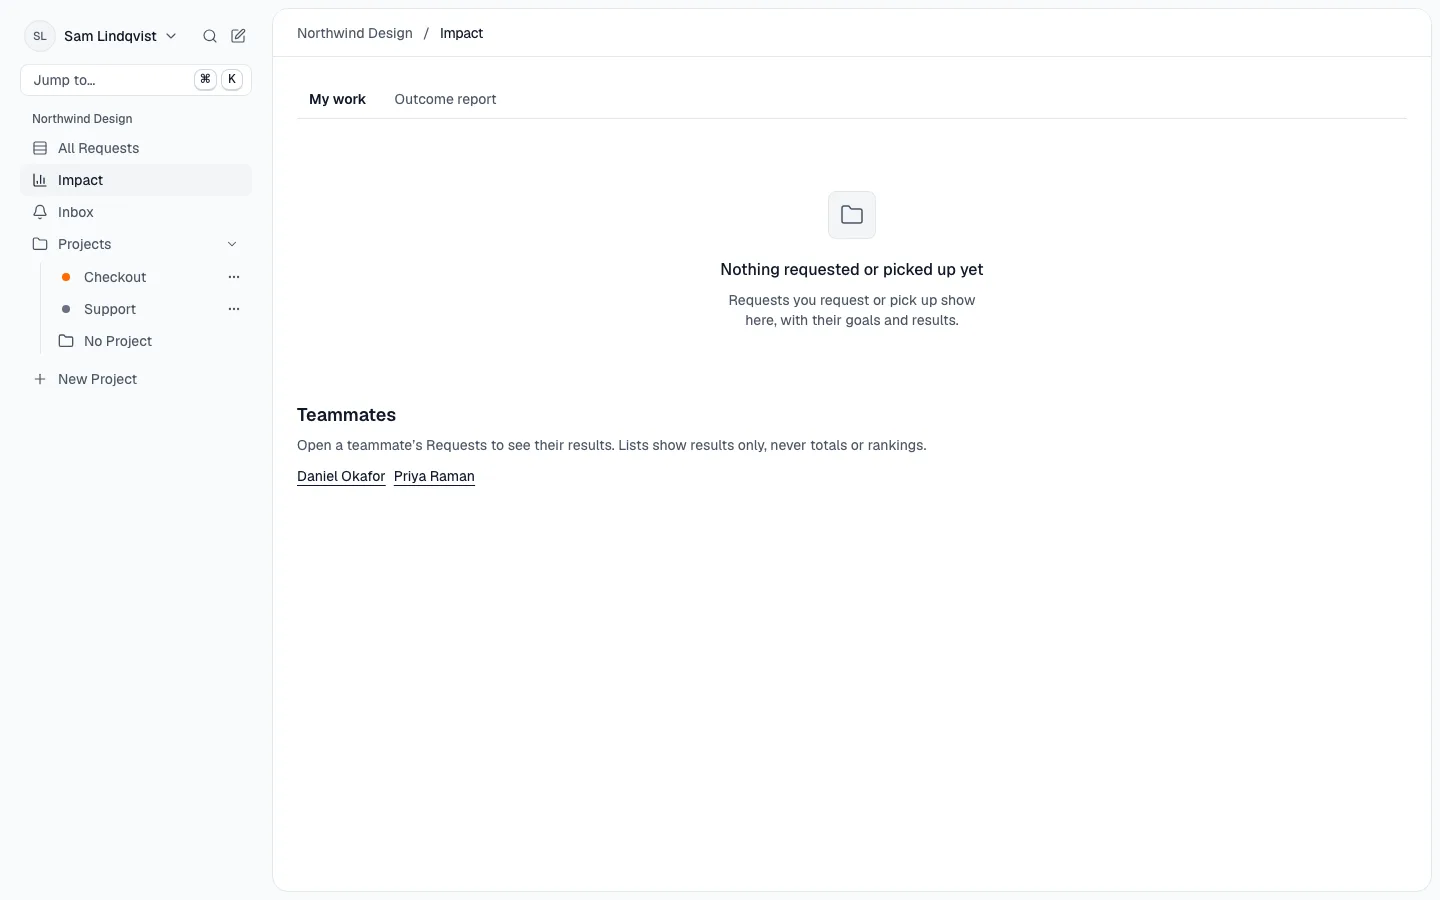 SL
Sam Lindqvist
Jump to...
⌘ K
Northwind Design
All Requests
Impact
Inbox
Projects
Checkout
Support
No Project
New Project
Northwind Design / Impact
My work
Outcome report
Nothing requested or picked up yet
Requests you request or pick up show
here, with their goals and results.
Teammates
Open a teammate’s Requests to see their results. Lists show results only, never totals or rankings.
Daniel Okafor Priya Raman